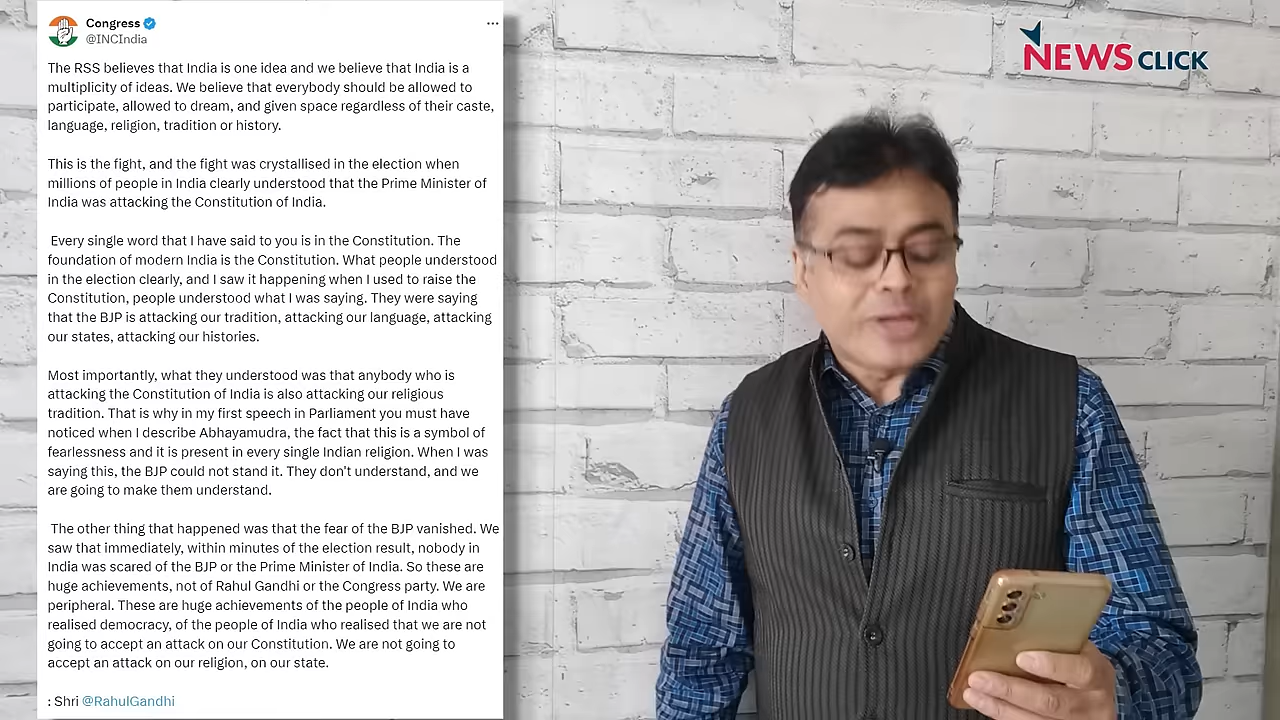 Congress
@INCIndia
The RSS believes that India is one idea and we believe that India is a
multiplicity of ideas. We believe that everybody should be allowed to
participate, allowed to dream, and given space regardless of their caste,
language, religion, tradition or history.
This is the fight, and the fight was crystallised in the election when
millions of people in India clearly understood that the Prime Minister of
India was attacking the Constitution of India.
Every single word that I have said to you is in the Constitution. The
foundation of modern India is the Constitution. What people understood
in the election clearly, and I saw it happening when I used to raise the
Constitution, people understood what I was saying. They were saying
that the BJP is attacking our tradition, attacking our language, attacking
our states, attacking our histories.
Most importantly, what they understood was that anybody who is
attacking the Constitution of India is also attacking our religious
tradition. That is why in my first speech in Parliament you must have
noticed when I describe Abhayamudra, the fact that this is a symbol of
fearlessness and it is present in every single Indian religion. When I was
saying this, the BJP could not stand it. They don't understand, and we
are going to make them understand.
The other thing that happened was that the fear of the BJP vanished. We
saw that immediately, within minutes of the election result, nobody in
India was scared of the BJP or the Prime Minister of India. So these are
huge achievements, not of Rahul Gandhi or the Congress party. We are
peripheral. These are huge achievements of the people of India who
realised democracy, of the people of India who realised that we are not
going to accept an attack on our Constitution. We are not going to
accept an attack on our religion, on our state.
: Shri @RahulGandhi
NEWSCLICK